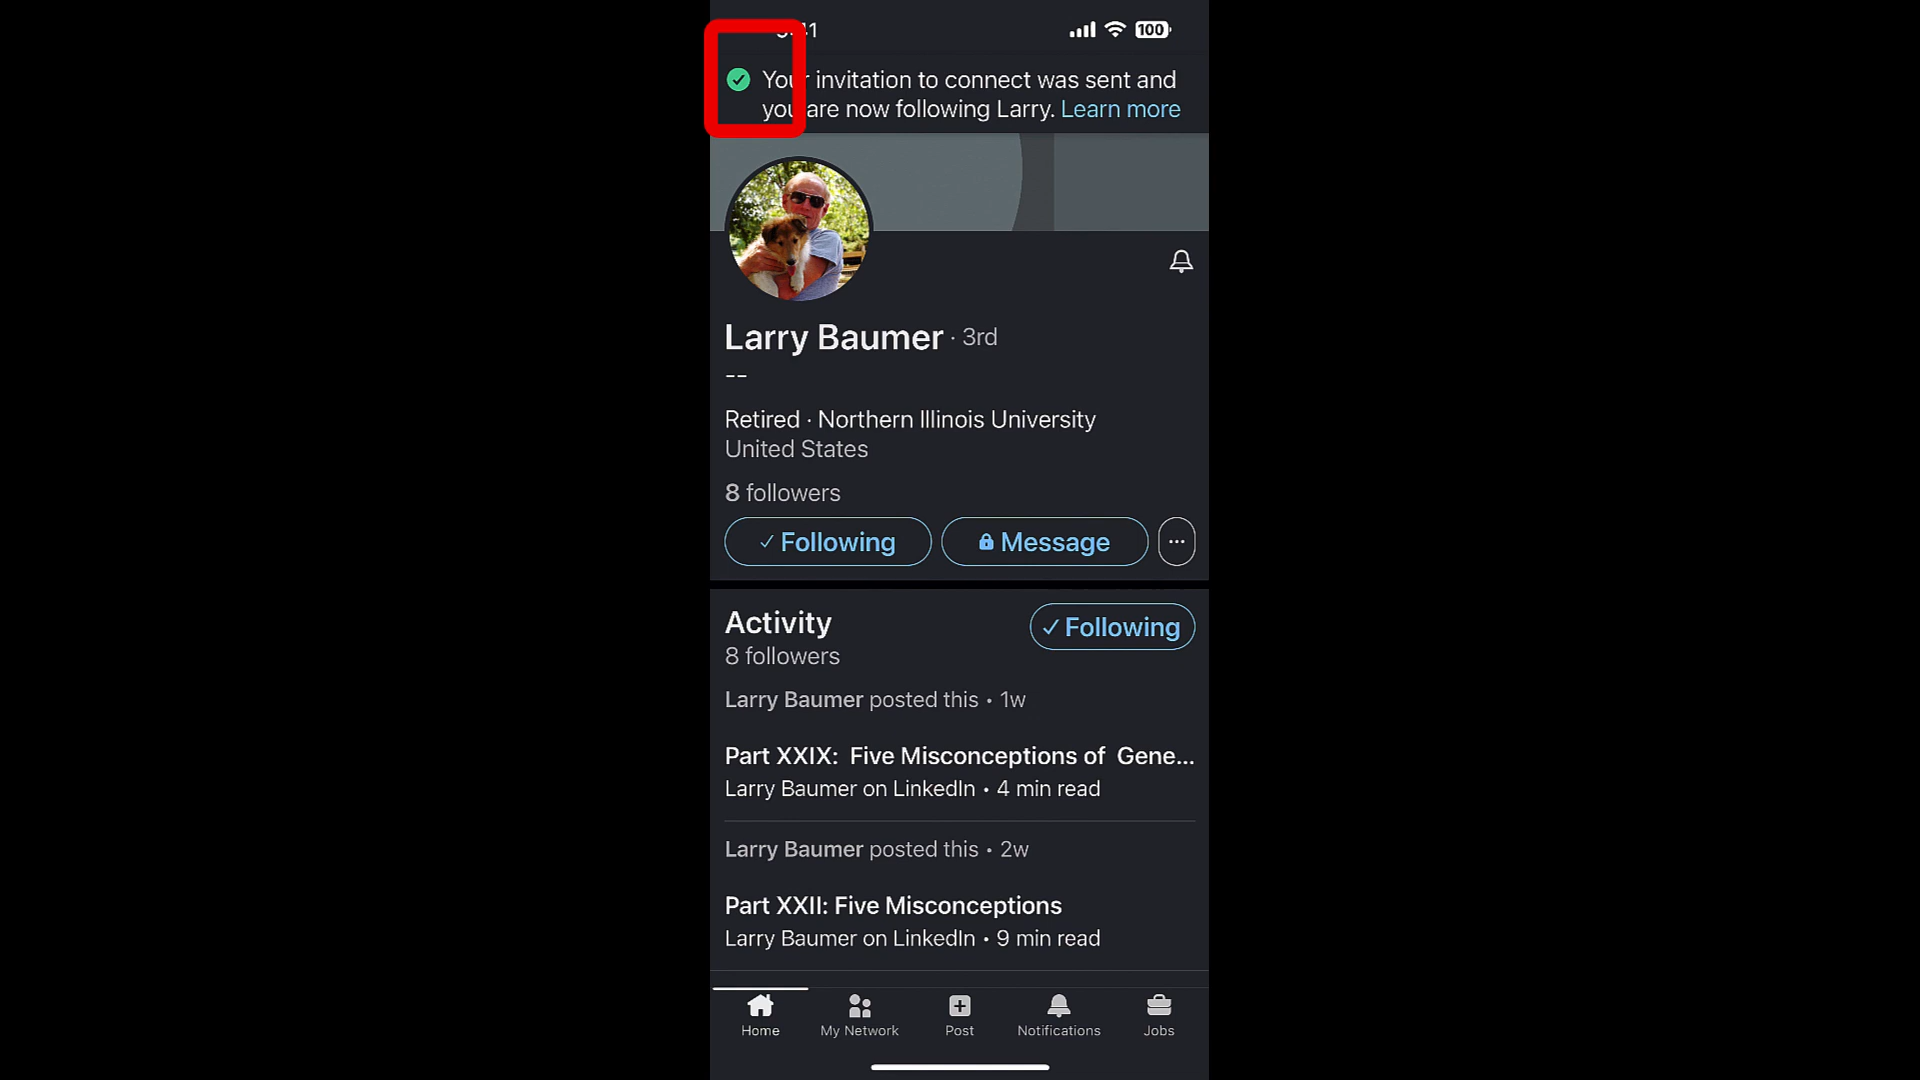 100
Your invitation to connect was sent and
you are now following Larry. Learn more
Larry Baumer · 3rd
--
Retired · Northern Illinois University
United States
8 followers
✓ Following
Message
Activity
✓ Following
8 followers
Larry Baumer posted this • 1w
Part XXIX: Five Misconceptions of Gene...
Larry Baumer on LinkedIn • 4 min read
Larry Baumer posted this • 2w
Part XXII: Five Misconceptions
Larry Baumer on LinkedIn • 9 min read
Home My Network Post Notifications Jobs